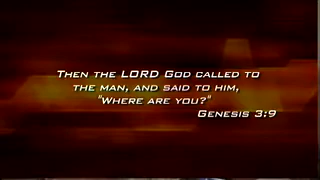 Then the LORD God called to
the man, and said to him,
"Where are you?"
Genesis 3:9